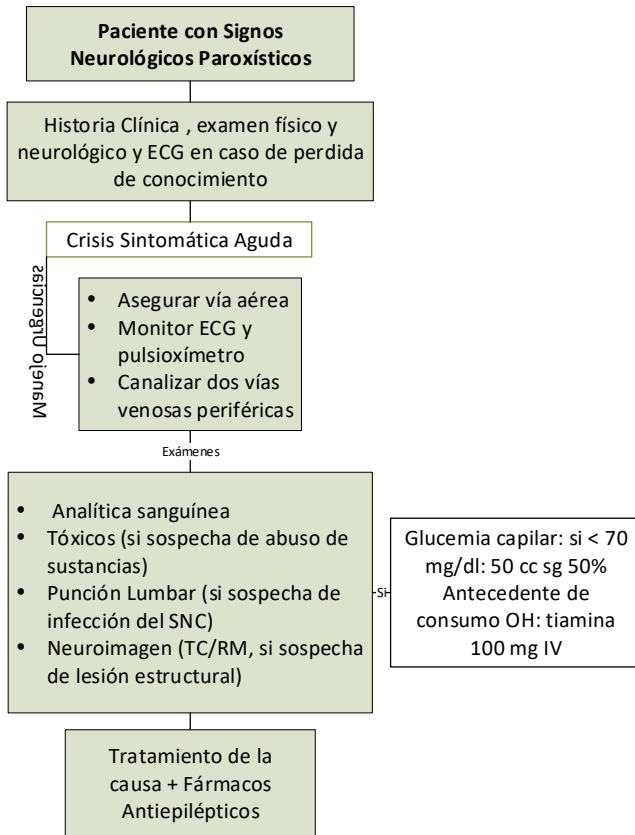 Paciente con Signos
Neurológicos Paroxísticos
Historia Clínica , examen físico y
neurológico y ECG en caso de perdida
de conocimiento
Crisis Sintomática Aguda
Manejo Urgencias
• Asegurar vía aérea
• Monitor ECG y
pulsioxímetro
• Canalizar dos vías
venosas periféricas
Exámenes
• Analítica sanguínea
• Tóxicos (si sospecha de abuso de
sustancias)
• Punción Lumbar (si sospecha de
infección del SNC)
• Neuroimagen (TC/RM, si sospecha
de lesión estructural)
Si
Glucemia capilar: si < 70
mg/dl: 50 cc sg 50%
Antecedente de
consumo OH: tiamina
100 mg IV
Tratamiento de la
causa + Fármacos
Antiepilépticos